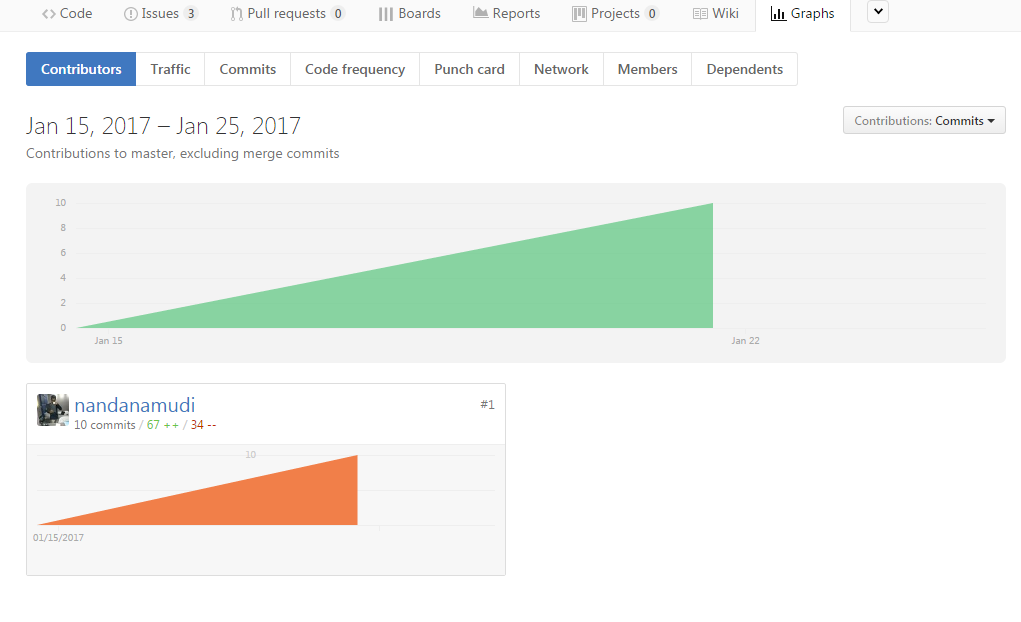 Code Issues 3 Pull requests 0 Boards Reports Projects 0 Wiki Graphs
Contributors Traffic Commits Code frequency Punch card Network Members Dependents
Jan 15, 2017 – Jan 25, 2017
Contributions: Commits
Contributions to master, excluding merge commits
10
8
6
4
2
0
Jan 15 Jan 22
nandanamudi #1
10 commits / 67 ++ / 34 --
10
01/15/2017